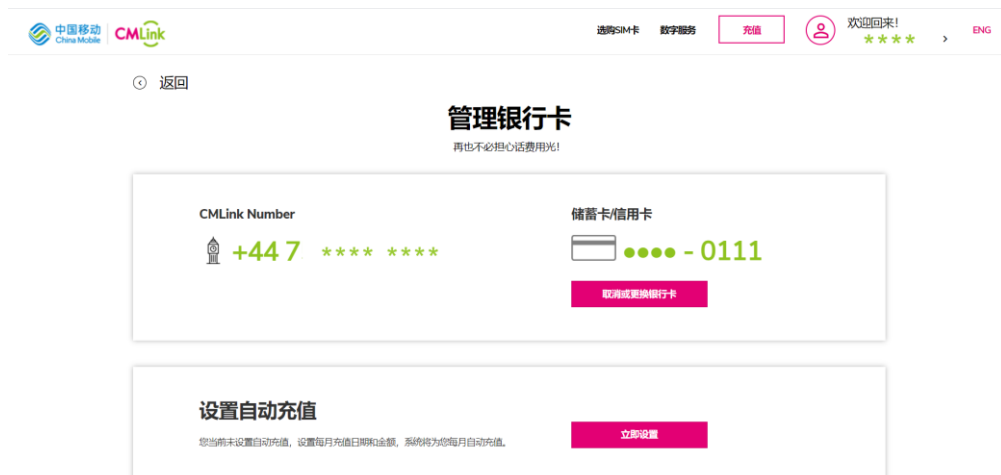 中国移动
China Mobile
CMLink
选购SIM卡
数字服务
充值
欢迎回来!
****
ENG
返回
管理银行卡
再也不必担心话费用光!
CMLink Number
+44 7 **** ****
储蓄卡/信用卡
●●●● - 0111
取消或更换银行卡
设置自动充值
您当前未设置自动充值，设置每月充值日期和金额，系统将为您每月自动充值。
立即设置